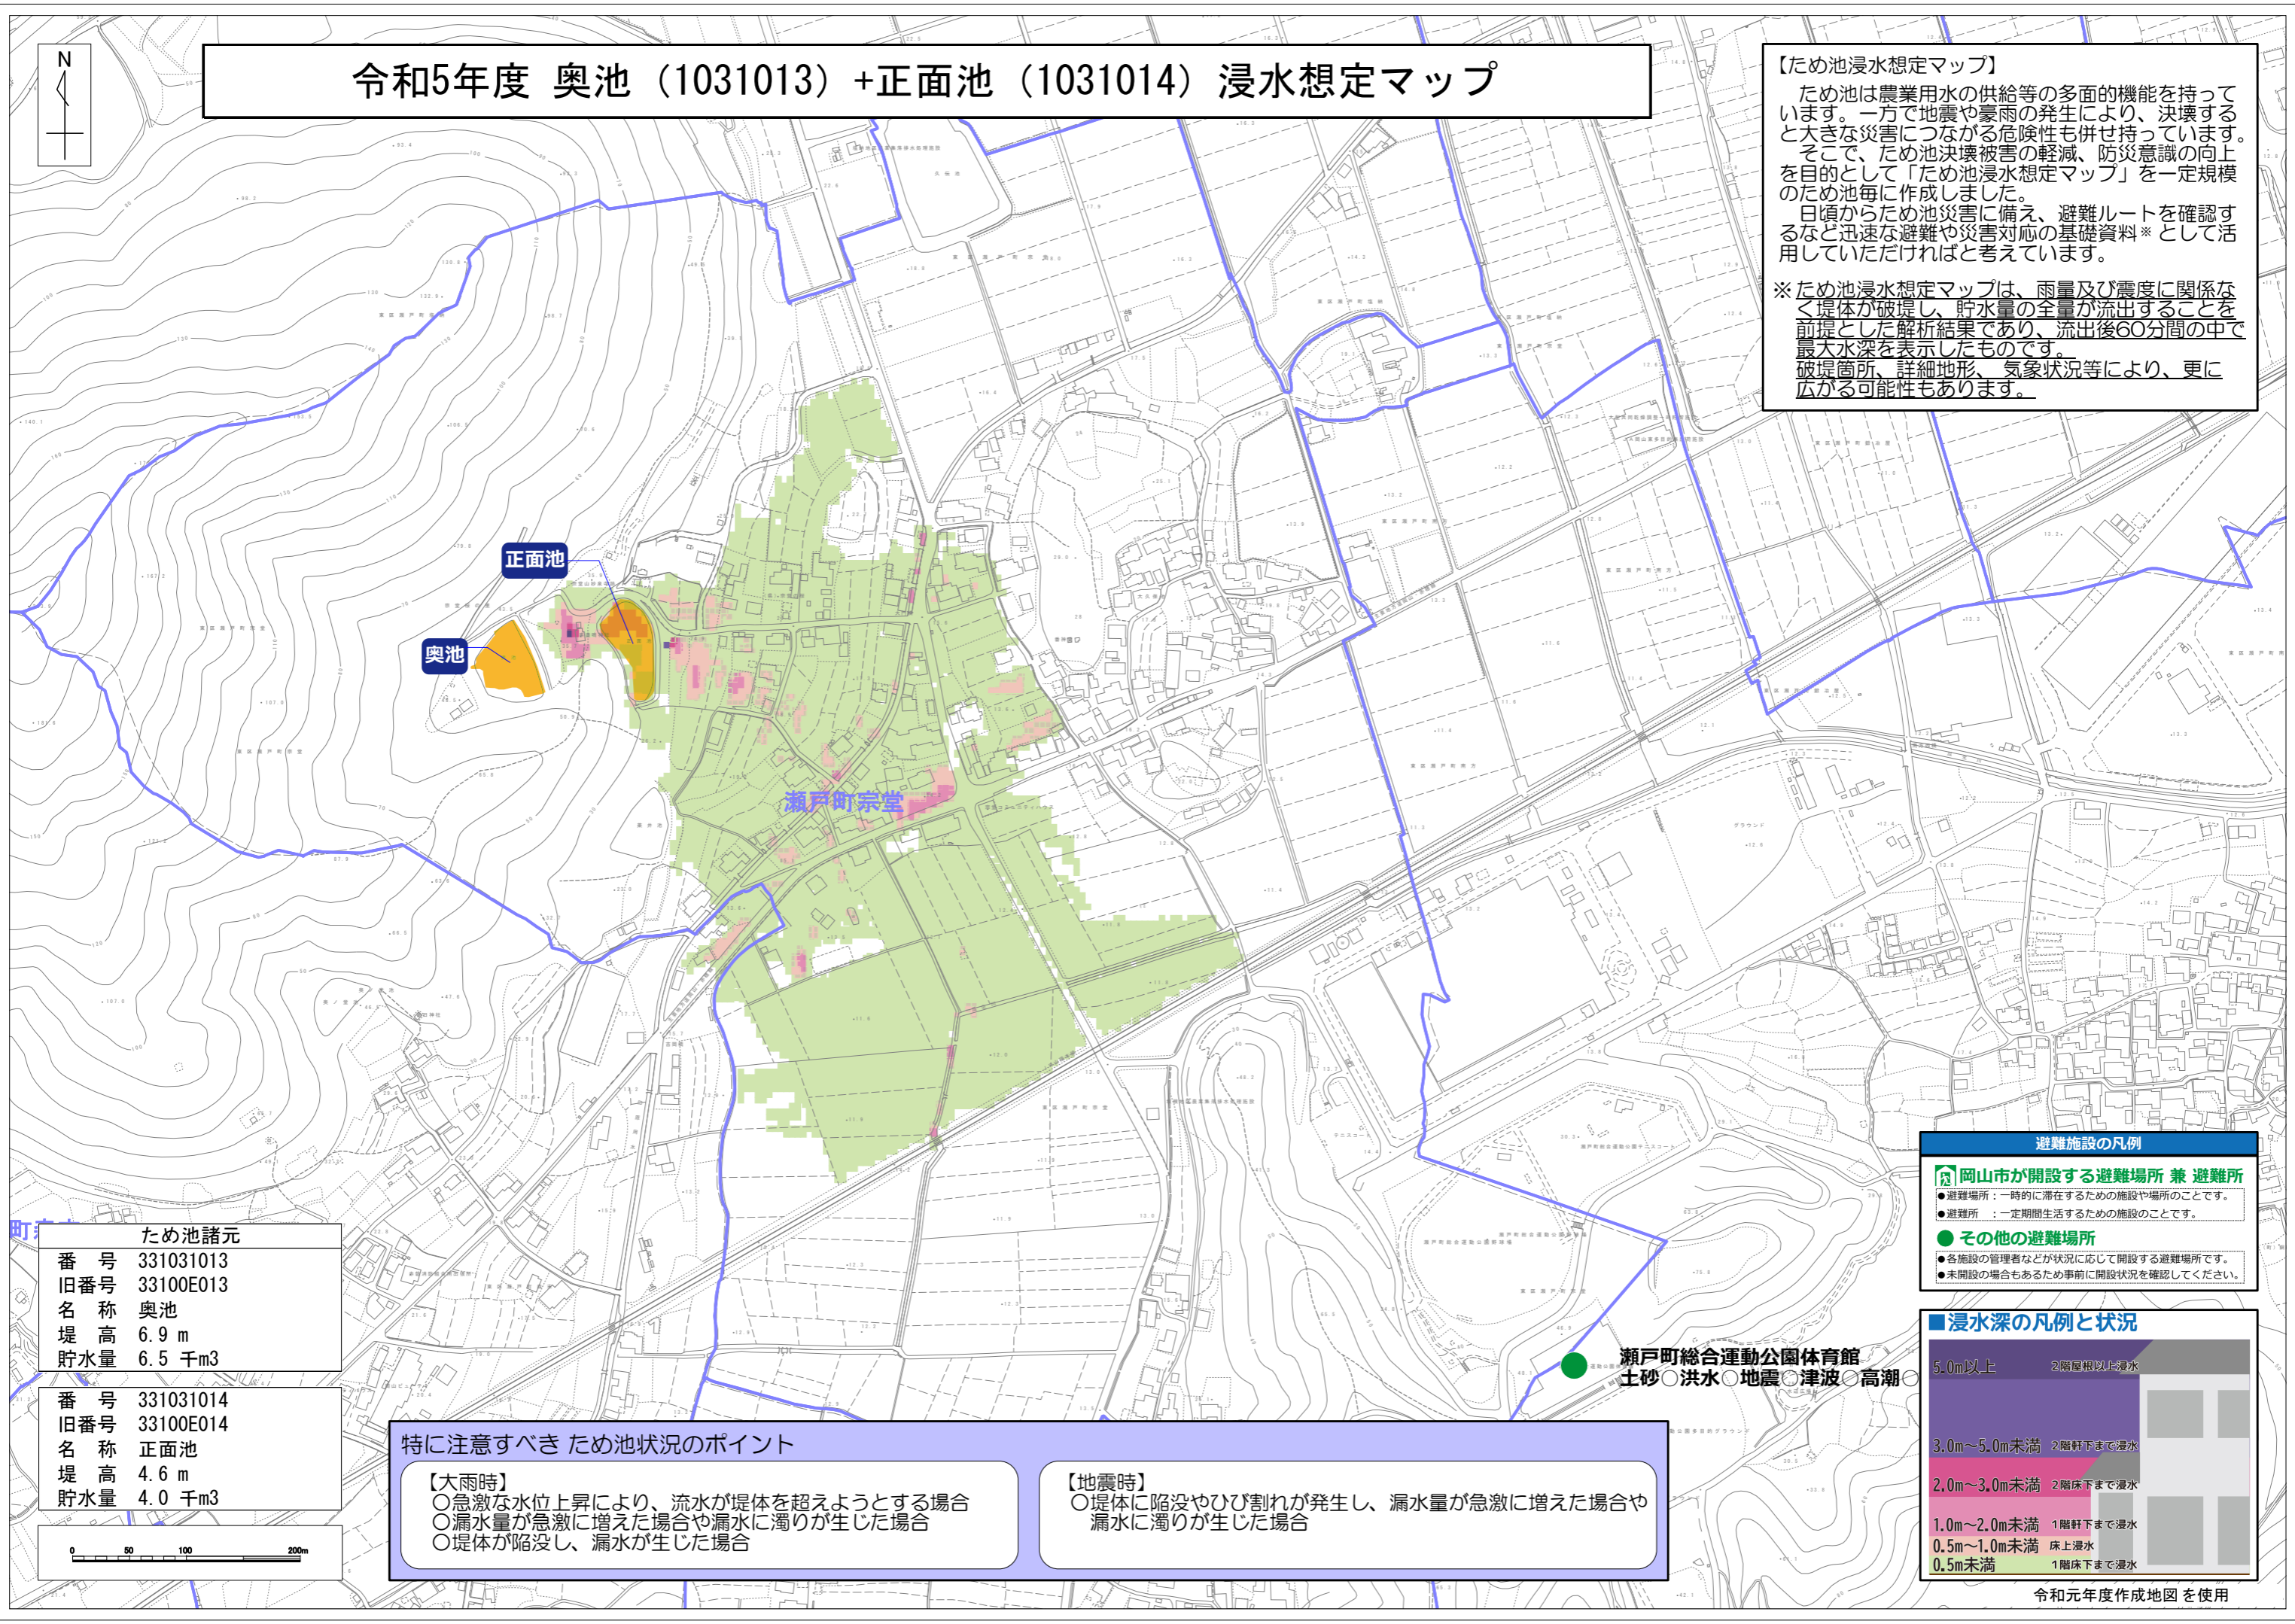 令和5年度 奥池（1031013）+正面池（1031014）浸水想定マップ
N
【ため池浸水想定マップ】
ため池は農業用水の供給等の多面的機能を持って
います。一方で地震や豪雨の発生により、決壊する
と大きな災害につながる危険性も併せ持っています。
そこで、ため池決壊被害の軽減、防災意識の向上
を目的として「ため池浸水想定マップ」を一定規模
のため池毎に作成しました。
日頃からため池災害に備え、避難ルートを確認す
るなど迅速な避難や災害対応の基礎資料※として活
用していただければと考えています。
※ため池浸水想定マップは、雨量及び震度に関係な
く堤体が破堤し、貯水量の全量が流出することを
前提とした解析結果であり、流出後60分間の中で
最大水深を表示したものです。
破堤箇所、詳細地形、気象状況等により、更に
広がる可能性もあります。
正面池
奥池
瀬戸町宗堂
瀬戸町総合運動公園体育館
土砂○洪水○地震○津波○高潮○
避難施設の凡例
岡山市が開設する避難場所 兼 避難所
●避難場所：一時的に滞在するための施設や場所のことです。
●避難所 ：一定期間生活するための施設のことです。
●その他の避難場所
●各施設の管理者などが状況に応じて開設する避難場所です。
●未開設の場合もあるため事前に開設状況を確認してください。
■浸水深の凡例と状況
5.0m以上 2階屋根以上浸水
3.0m～5.0m未満 2階軒下まで浸水
2.0m～3.0m未満 2階床下まで浸水
1.0m～2.0m未満 1階軒下まで浸水
0.5m～1.0m未満 床上浸水
0.5m未満 1階床下まで浸水
令和元年度作成地図を使用
ため池諸元
番 号 331031013
旧番号 33100E013
名 称 奥池
堤 高 6.9 m
貯水量 6.5 千m3
番 号 331031014
旧番号 33100E014
名 称 正面池
堤 高 4.6 m
貯水量 4.0 千m3
0 50 100 200m
特に注意すべき ため池状況のポイント
【大雨時】
○急激な水位上昇により、流水が堤体を超えようとする場合
○漏水量が急激に増えた場合や漏水に濁りが生じた場合
○堤体が陥没し、漏水が生じた場合
【地震時】
○堤体に陥没やひび割れが発生し、漏水量が急激に増えた場合や
漏水に濁りが生じた場合